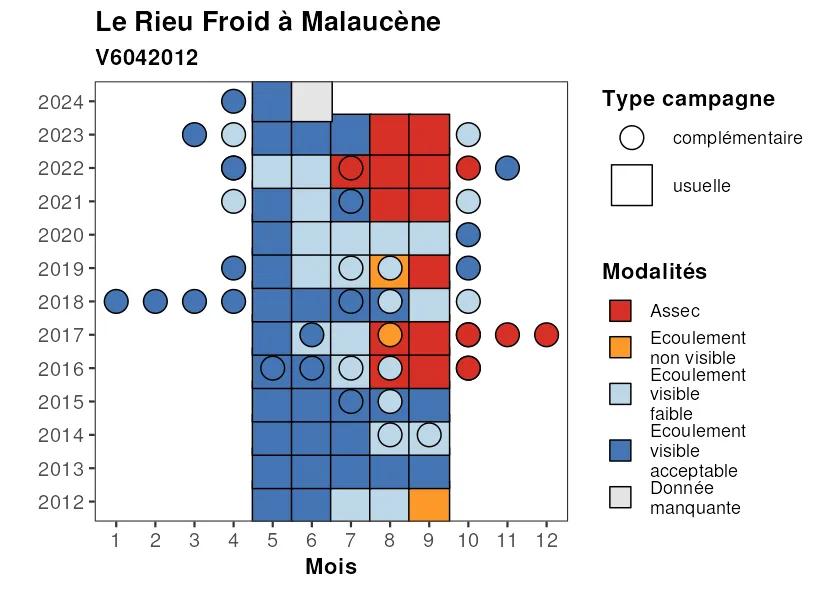 Le Rieu Froid à Malaucène
V6042012
2024
2023
2022
2021
2020
2019
2018
2017
2016
2015
2014
2013
2012
1 2 3 4 5 6 7 8 9 10 11 12
Mois
Type campagne
complémentaire
usuelle
Modalités
Assec
Ecoulement
non visible
Ecoulement
visible
faible
Ecoulement
visible
acceptable
Donnée
manquante